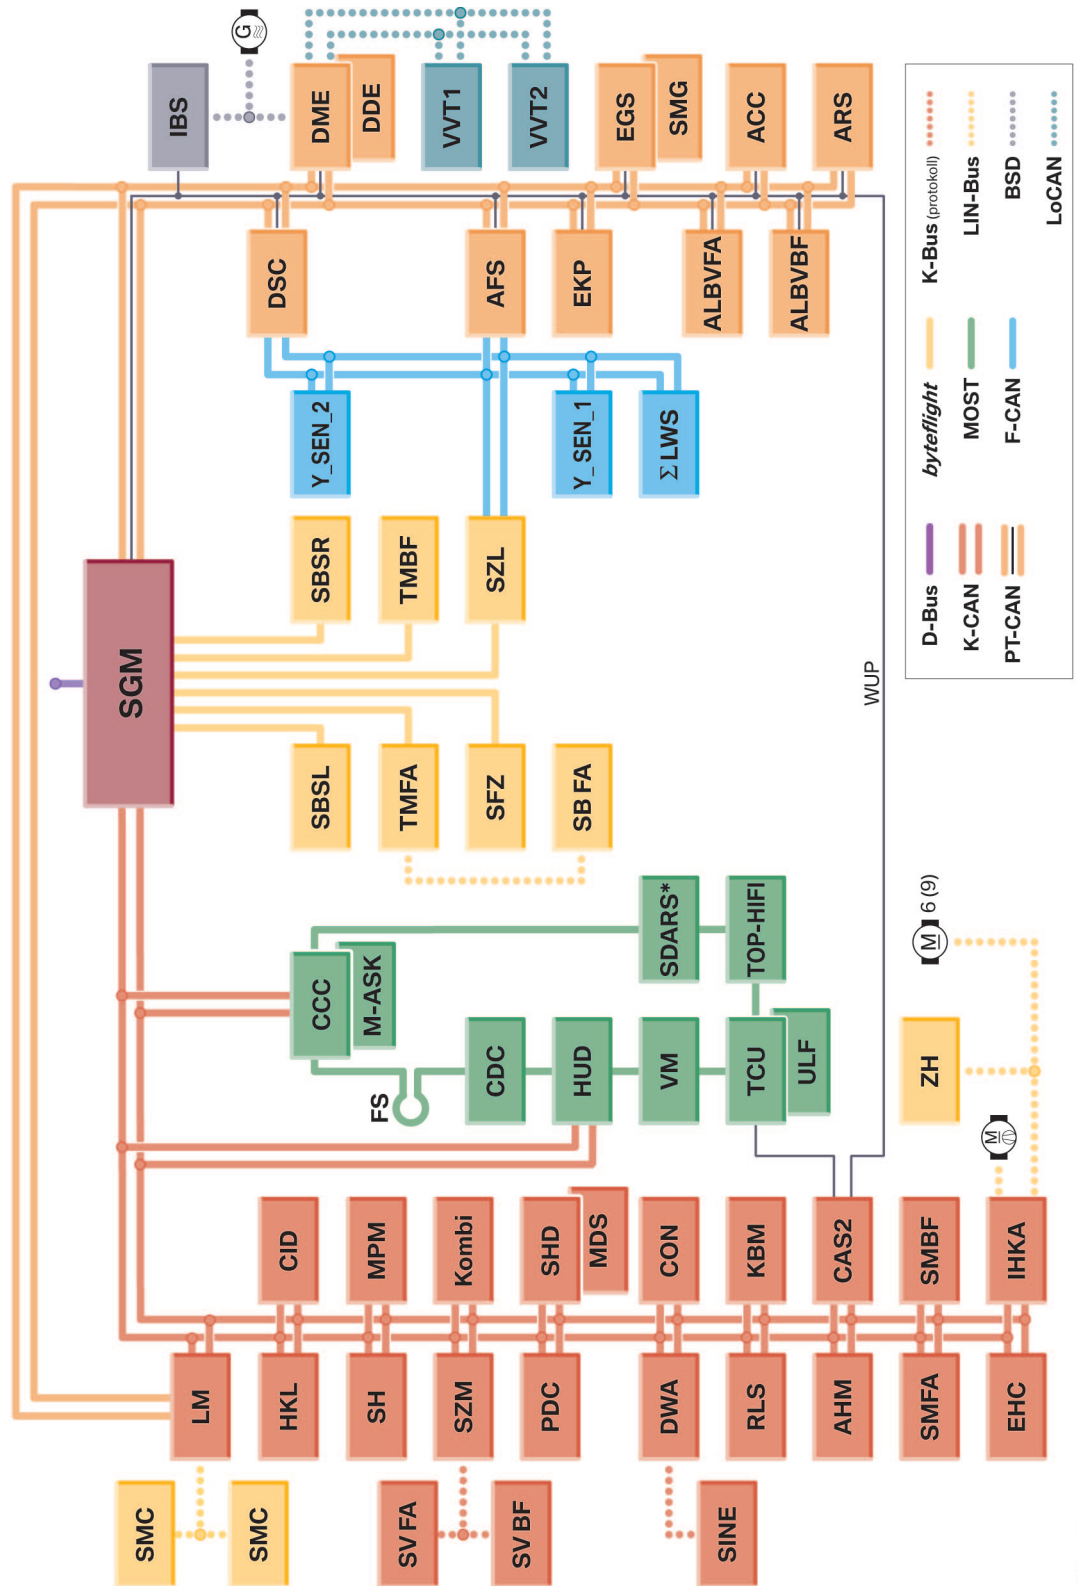 SMC
SGM
IBS
G
LM
SMC
HKL
CID
DSC
CCC
SBSL
SBSR
Y_SEN_2
DME
SH
MPM
FS
M-ASK
DDE
SV FA
TMFA
TMBF
VVT1
SZM
Kombi
CDC
SFZ
SZL
AFS
SV BF
PDC
SHD
VVT2
HUD
SB FA
Y_SEN_1
EKP
MDS
EGS
DWA
CON
VM
SDARS*
Σ LWS
SMG
SINE
RLS
KBM
TCU
TOP-HIFI
ALBVFA
ACC
ULF
ALBVBF
AHM
CAS2
ARS
WUP
SMFA
SMBF
ZH
M
6 (9)
M
EHC
IHKA
D-Bus
byteflight
K-Bus (protokoll)
K-CAN
MOST
LIN-Bus
PT-CAN
F-CAN
BSD
LoCAN